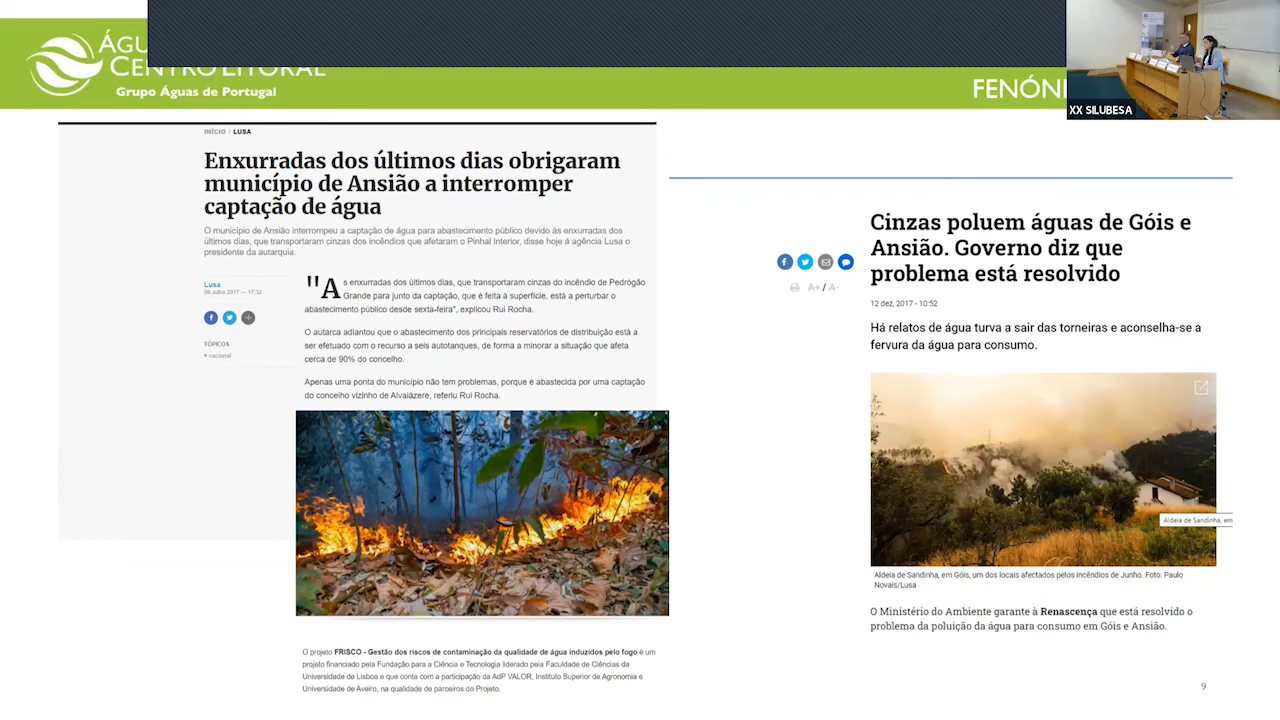 CENTRO LITORAL
Grupo Águas de Portugal
XX SILUBESA
INÍCIO / LUSA
Enxurradas dos últimos dias obrigaram
município de Ansião a interromper
captação de água
O município de Ansião interrompeu a captação de água para abastecimento público devido às enxurradas dos
últimos dias, que transportaram cinzas dos incêndios que afetaram o Pinhal Interior, disse hoje à agência Lusa o
presidente da autarquia.
Lusa
06 Julho 2017 — 17:32
TÓPICOS
# nacional
"As enxurradas dos últimos dias, que transportaram cinzas do incêndio de Pedrógão
Grande para junto da captação, que é feita à superfície, está a perturbar o
abastecimento público desde sexta-feira", explicou Rui Rocha.
O autarca adiantou que o abastecimento dos principais reservatórios de distribuição está a
ser efetuado com o recurso a seis autotanques, de forma a minorar a situação que afeta
cerca de 90% do concelho.
Apenas uma ponta do município não tem problemas, porque é abastecida por uma captação
do concelho vizinho de Alvaiázere, referiu Rui Rocha.
O projeto FRISCO - Gestão dos riscos de contaminação da qualidade de água induzidos pelo fogo é um
projeto financiado pela Fundação para a Ciência e Tecnologia liderado pela Faculdade de Ciências da
Universidade de Lisboa e que conta com a participação da AdP VALOR, Instituto Superior de Agronomia e
Universidade de Aveiro, na qualidade de parceiros do Projeto.
Cinzas poluem águas de Góis e
Ansião. Governo diz que
problema está resolvido
12 dez, 2017 - 10:52
A+ / A-
Há relatos de água turva a sair das torneiras e aconselha-se a
fervura da água para consumo.
Aldeia de Sandinha, em
Aldeia de Sandinha, em Góis, um dos locais afectados pelos incêndios de Junho. Foto: Paulo
Novais/Lusa
O Ministério do Ambiente garante à Renascença que está resolvido o
problema da poluição da água para consumo em Góis e Ansião.
9